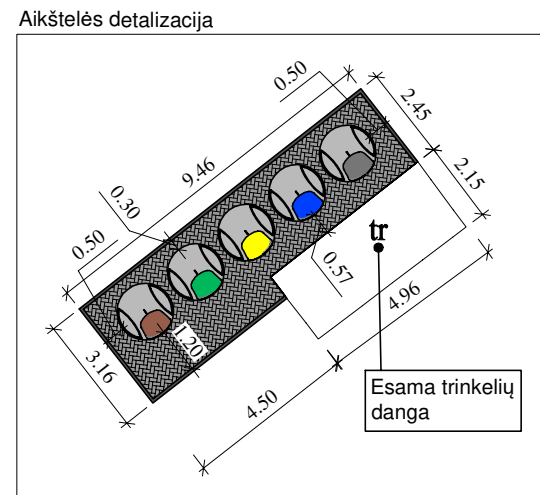 Aikštelės detalizacija
0.50
2.45
9.46
2.15
0.30
0.50
tr
0.57
4.96
1.20
3.16
4.50
Esama trinkelių
danga